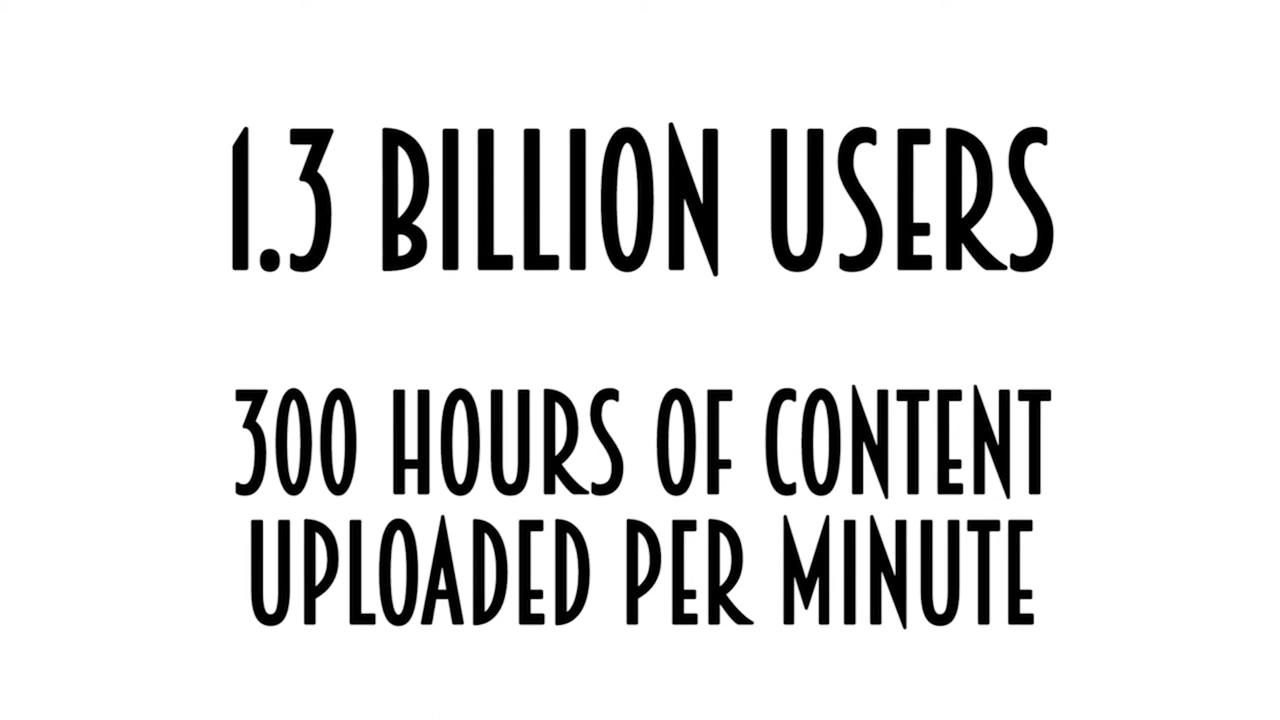 1.3 BILLION USERS
300 HOURS OF CONTENT
UPLOADED PER MINUTE